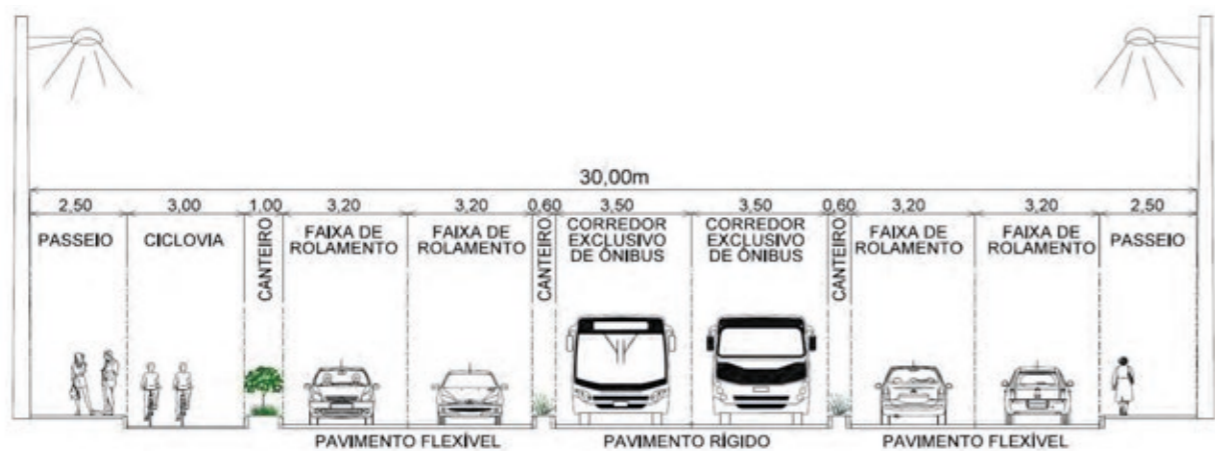 30,00m
2,50 3,00 1,00 3,20 3,20 0,60 3,50 3,50 0,60 3,20 3,20 2,50
PASSEIO
CICLOVIA
CANTEIRO
FAIXA DE
ROLAMENTO
FAIXA DE
ROLAMENTO
CANTEIRO
CORREDOR
EXCLUSIVO
DE ÔNIBUS
CORREDOR
EXCLUSIVO
DE ÔNIBUS
CANTEIRO
FAIXA DE
ROLAMENTO
FAIXA DE
ROLAMENTO
PASSEIO
PAVIMENTO FLEXÍVEL
PAVIMENTO RÍGIDO
PAVIMENTO FLEXÍVEL